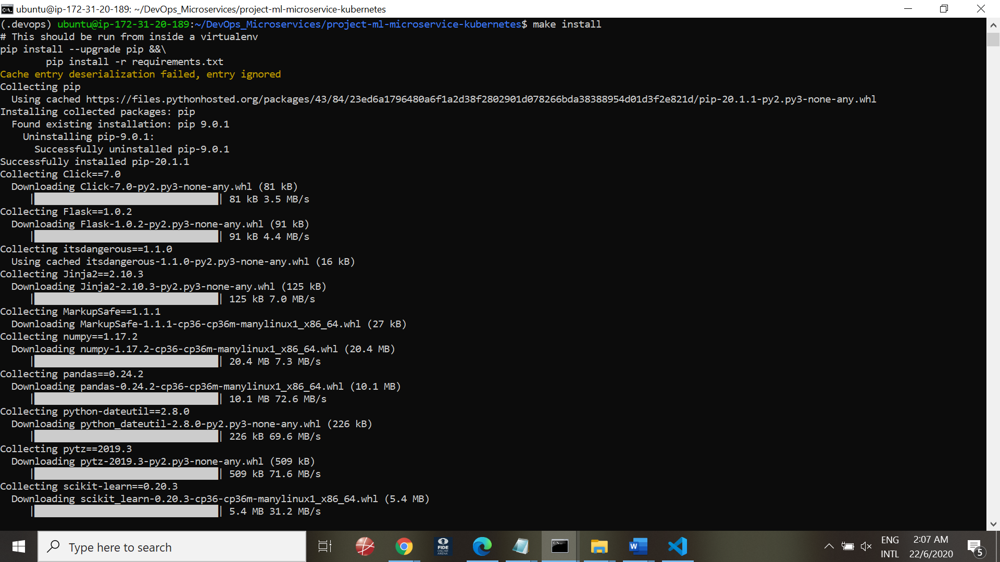 ubuntu@ip-172-31-20-189: ~/DevOps_Microservices/project-ml-microservice-kubernetes
(.devops) ubuntu@ip-172-31-20-189:~/DevOps_Microservices/project-ml-microservice-kubernetes$ make install
# This should be run from inside a virtualenv
pip install --upgrade pip &&\
        pip install -r requirements.txt
Cache entry deserialization failed, entry ignored
Collecting pip
  Using cached https://files.pythonhosted.org/packages/43/84/23ed6a1796480a6f1a2d38f2802901d078266bda38388954d01d3f2e821d/pip-20.1.1-py2.py3-none-any.whl
Installing collected packages: pip
  Found existing installation: pip 9.0.1
    Uninstalling pip-9.0.1:
      Successfully uninstalled pip-9.0.1
Successfully installed pip-20.1.1
Collecting Click==7.0
  Downloading Click-7.0-py2.py3-none-any.whl (81 kB)
     | 81 kB 3.5 MB/s
Collecting Flask==1.0.2
  Downloading Flask-1.0.2-py2.py3-none-any.whl (91 kB)
     | 91 kB 4.4 MB/s
Collecting itsdangerous==1.1.0
  Using cached itsdangerous-1.1.0-py2.py3-none-any.whl (16 kB)
Collecting Jinja2==2.10.3
  Downloading Jinja2-2.10.3-py2.py3-none-any.whl (125 kB)
     | 125 kB 7.0 MB/s
Collecting MarkupSafe==1.1.1
  Downloading MarkupSafe-1.1.1-cp36-cp36m-manylinux1_x86_64.whl (27 kB)
Collecting numpy==1.17.2
  Downloading numpy-1.17.2-cp36-cp36m-manylinux1_x86_64.whl (20.4 MB)
     | 20.4 MB 7.3 MB/s
Collecting pandas==0.24.2
  Downloading pandas-0.24.2-cp36-cp36m-manylinux1_x86_64.whl (10.1 MB)
     | 10.1 MB 72.6 MB/s
Collecting python-dateutil==2.8.0
  Downloading python_dateutil-2.8.0-py2.py3-none-any.whl (226 kB)
     | 226 kB 69.6 MB/s
Collecting pytz==2019.3
  Downloading pytz-2019.3-py2.py3-none-any.whl (509 kB)
     | 509 kB 71.6 MB/s
Collecting scikit-learn==0.20.3
  Downloading scikit_learn-0.20.3-cp36-cp36m-manylinux1_x86_64.whl (5.4 MB)
     | 5.4 MB 31.2 MB/s
Type here to search
FIDE
ONLINE
ARENA
W
ENG
INTL
2:07 AM
22/6/2020
5